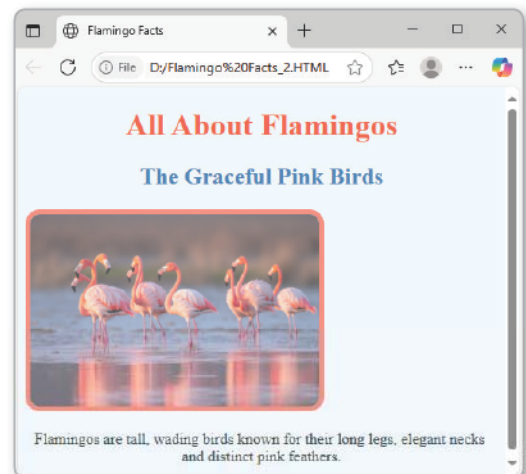 Flamingo Facts
File D:/Flamingo%20Facts_2.HTML
All About Flamingos
The Graceful Pink Birds
Flamingos are tall, wading birds known for their long legs, elegant necks
and distinct pink feathers.